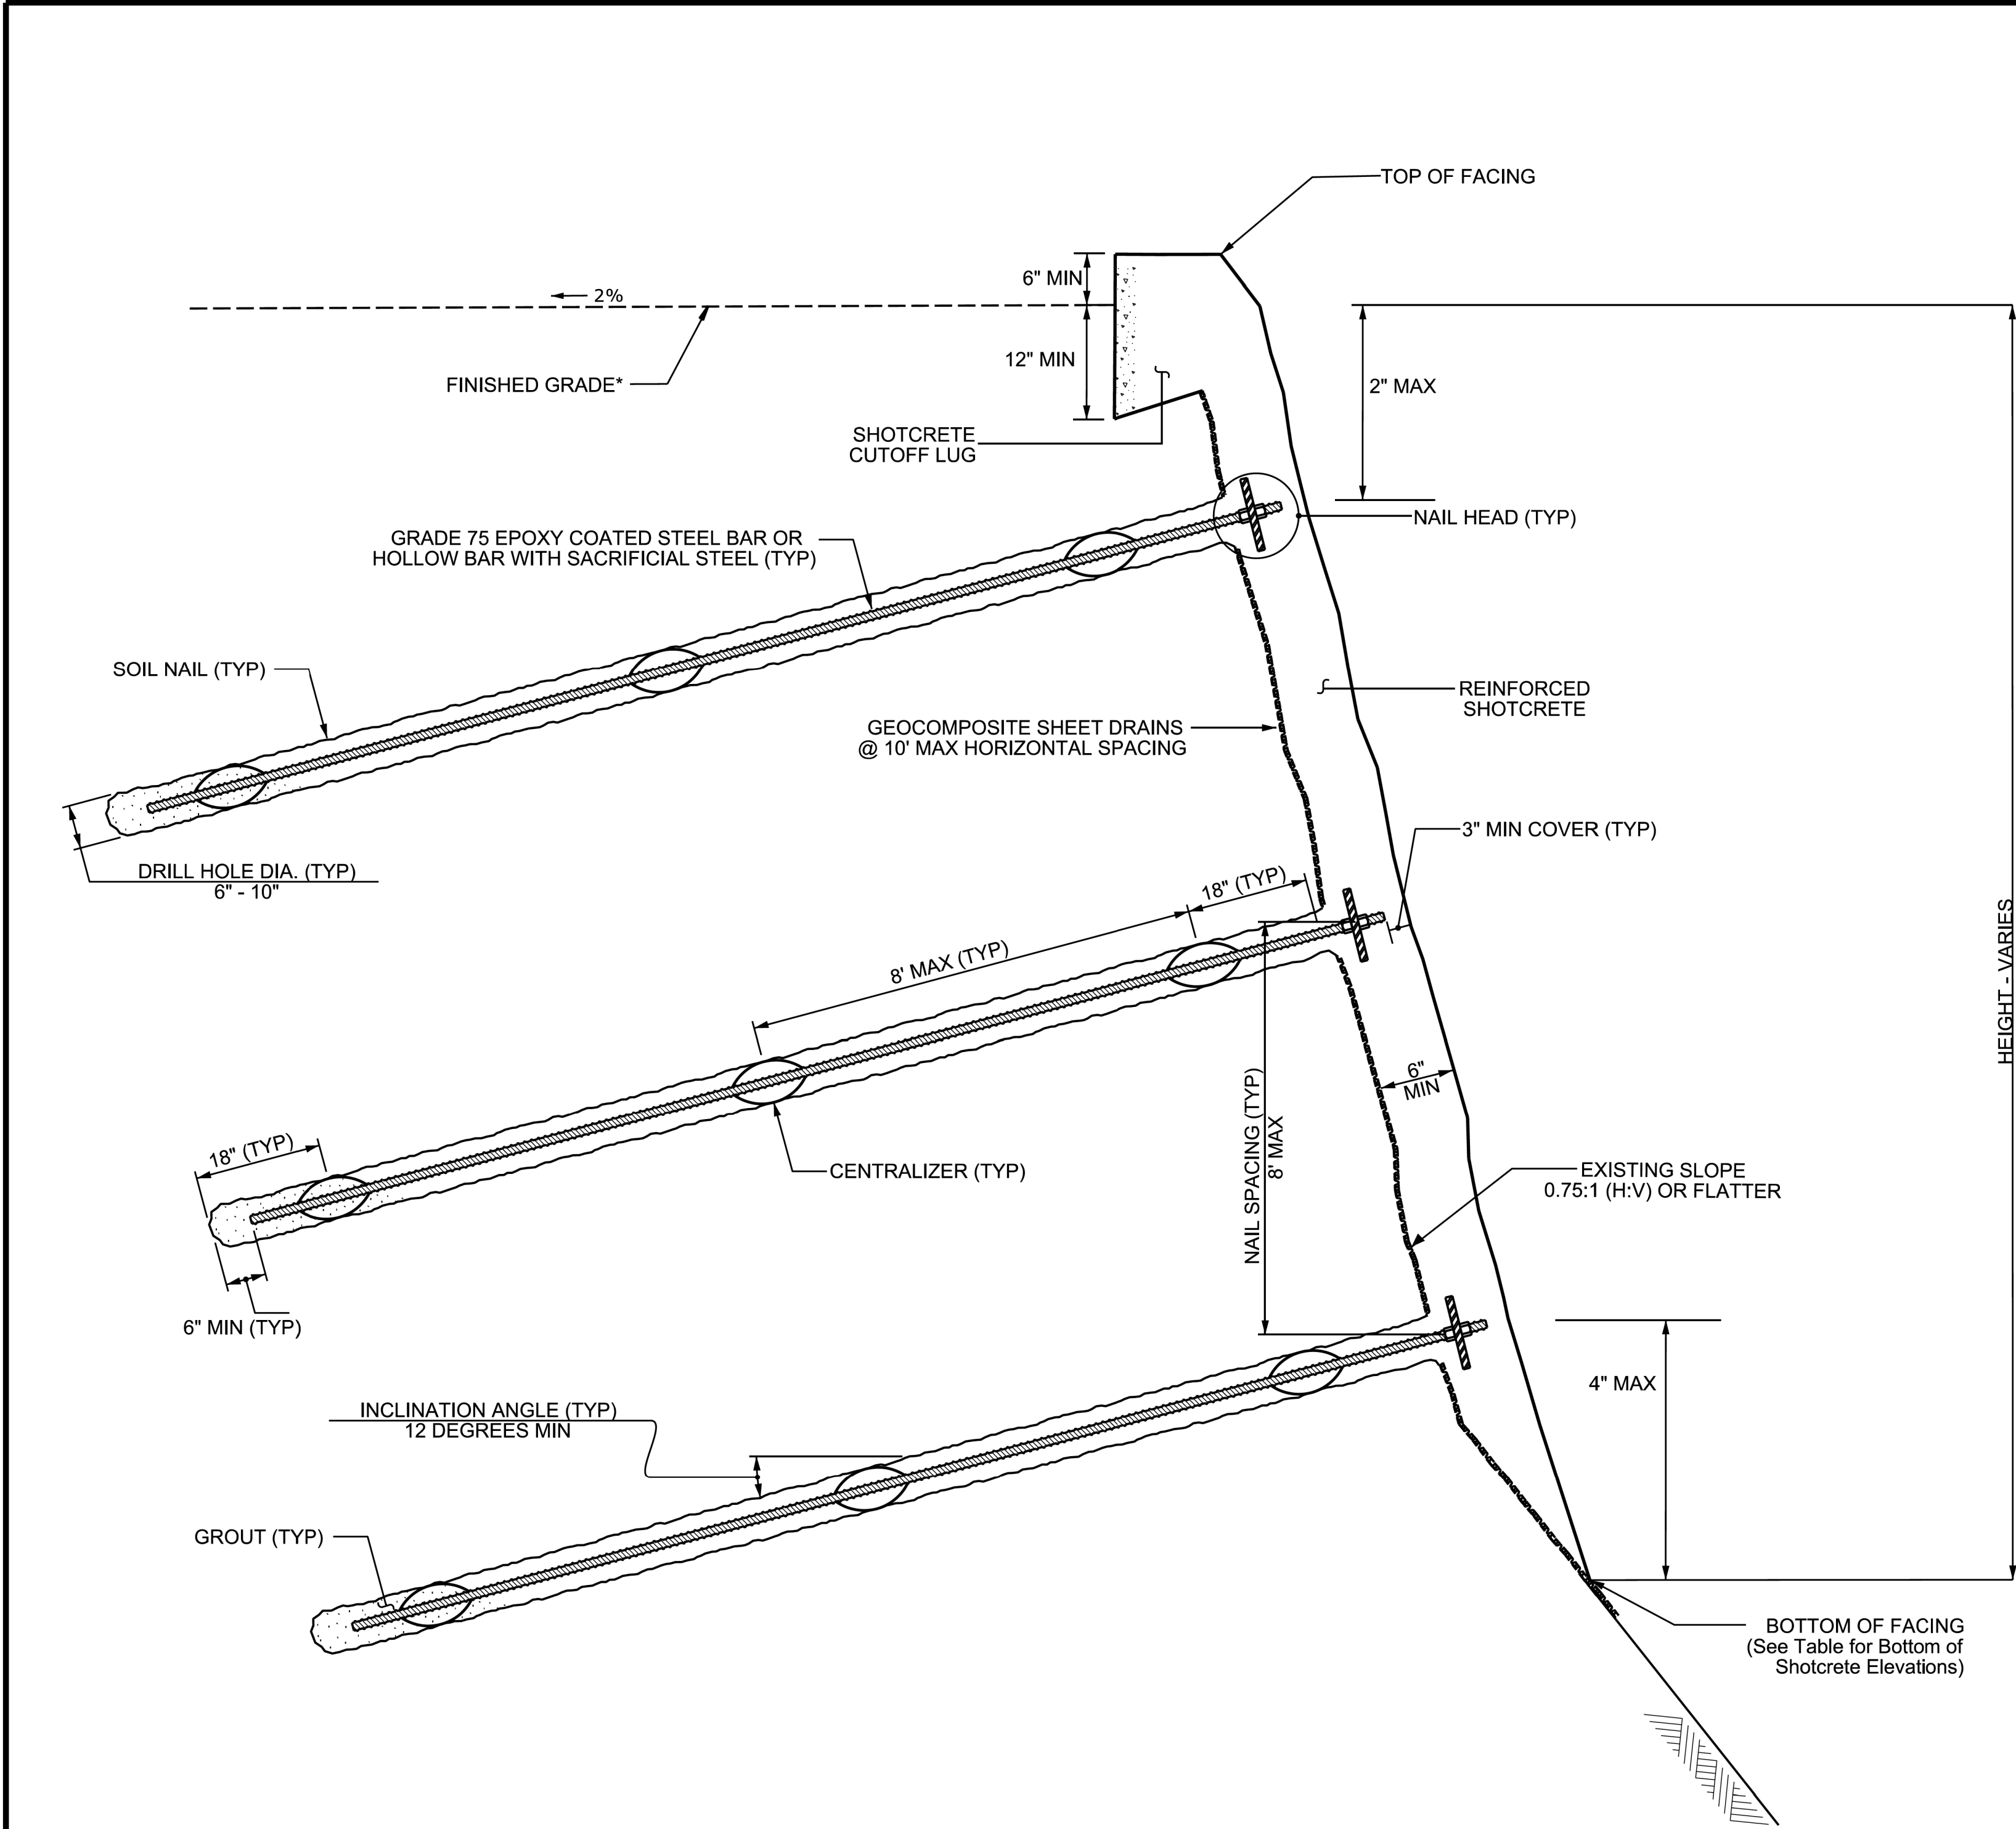 TOP OF FACING
6" MIN
2%
12" MIN
2" MAX
FINISHED GRADE*
SHOTCRETE
CUTOFF LUG
NAIL HEAD (TYP)
GRADE 75 EPOXY COATED STEEL BAR OR
HOLLOW BAR WITH SACRIFICIAL STEEL (TYP)
SOIL NAIL (TYP)
REINFORCED
SHOTCRETE
GEOCOMPOSITE SHEET DRAINS
@ 10' MAX HORIZONTAL SPACING
3" MIN COVER (TYP)
DRILL HOLE DIA. (TYP)
6" - 10"
18" (TYP)
8' MAX (TYP)
HEIGHT - VARIES
6"
MIN
NAIL SPACING (TYP)
8' MAX
18" (TYP)
CENTRALIZER (TYP)
EXISTING SLOPE
0.75:1 (H:V) OR FLATTER
6" MIN (TYP)
4" MAX
INCLINATION ANGLE (TYP)
12 DEGREES MIN
GROUT (TYP)
BOTTOM OF FACING
(See Table for Bottom of
Shotcrete Elevations)